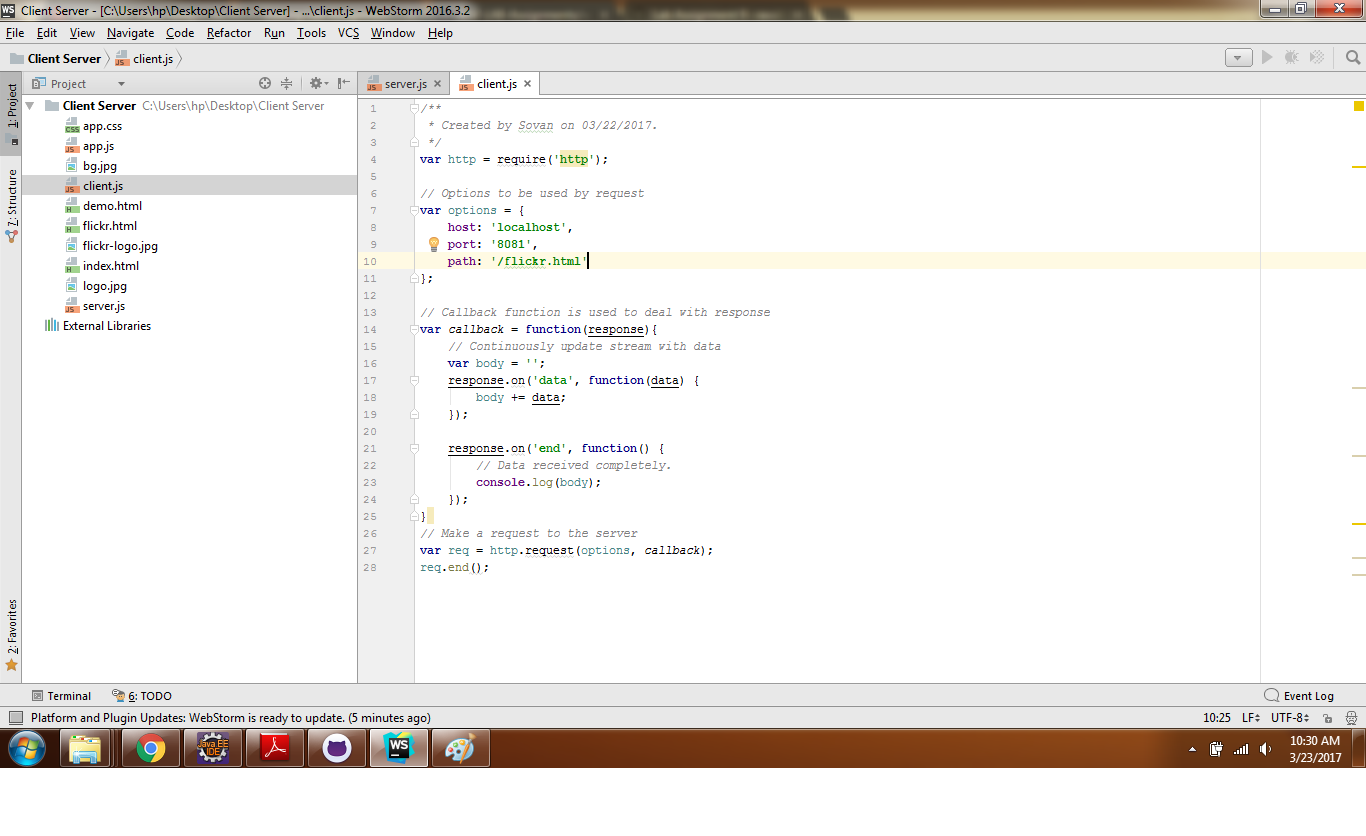 Client Server - [C:\Users\hp\Desktop\Client Server] - ...\client.js - WebStorm 2016.3.2
File Edit View Navigate Code Refactor Run Tools VCS Window Help
Client Server client.js
1: Project
7: Structure
2: Favorites
Project
Client Server C:\Users\hp\Desktop\Client Server
app.css
app.js
bg.jpg
client.js
demo.html
flickr.html
flickr-logo.jpg
index.html
logo.jpg
server.js
External Libraries
server.js client.js
1 /**
2 * Created by Sovan on 03/22/2017.
3 */
4 var http = require('http');
5
6 // Options to be used by request
7 var options = {
8 host: 'localhost',
9 port: '8081',
10 path: '/flickr.html'
11 };
12
13 // Callback function is used to deal with response
14 var callback = function(response){
15 // Continuously update stream with data
16 var body = '';
17 response.on('data', function(data) {
18 body += data;
19 });
20
21 response.on('end', function() {
22 // Data received completely.
23 console.log(body);
24 });
25 }
26 // Make a request to the server
27 var req = http.request(options, callback);
28 req.end();
Terminal 6: TODO Event Log
Platform and Plugin Updates: WebStorm is ready to update. (5 minutes ago) 10:25 LF UTF-8
Java EE
IDE
WS
10:30 AM
3/23/2017